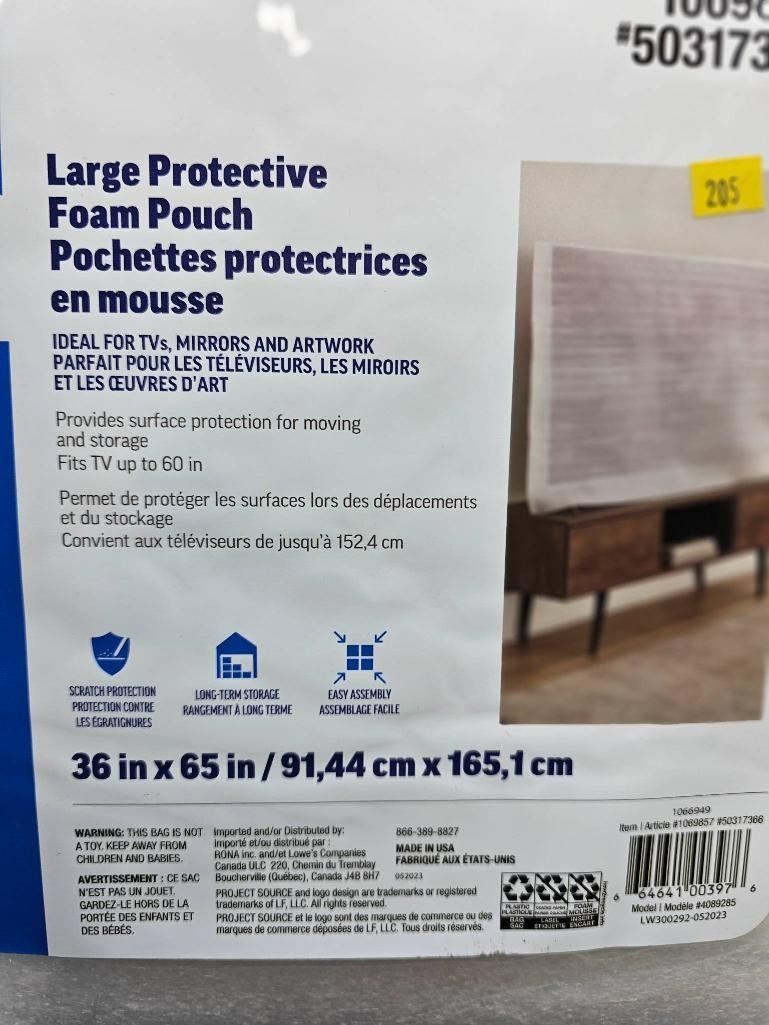 #503173
205
Large Protective
Foam Pouch
Pochettes protectrices
en mousse
IDEAL FOR TVs, MIRRORS AND ARTWORK
PARFAIT POUR LES TÉLÉVISEURS, LES MIROIRS
ET LES ŒUVRES D'ART
Provides surface protection for moving
and storage
Fits TV up to 60 in
Permet de protéger les surfaces lors des déplacements
et du stockage
Convient aux téléviseurs de jusqu'à 152,4 cm
SCRATCH PROTECTION
PROTECTION CONTRE
LES ÉGRATIGNURES
LONG-TERM STORAGE
RANGEMENT À LONG TERME
EASY ASSEMBLY
ASSEMBLAGE FACILE
36 in x 65 in / 91,44 cm x 165,1 cm
WARNING: THIS BAG IS NOT
A TOY. KEEP AWAY FROM
CHILDREN AND BABIES.
AVERTISSEMENT : CE SAC
N'EST PAS UN JOUET.
GARDEZ-LE HORS DE LA
PORTÉE DES ENFANTS ET
DES BÉBÉS.
Imported and/or Distributed by:
Importé et/ou distribué par :
RONA inc. and/et Lowe's Companies
Canada ULC 220, Chemin du Tremblay
Boucherville (Québec), Canada J4B 8H7
866-389-8827
MADE IN USA
FABRIQUÉ AUX ÉTATS-UNIS
052023
PROJECT SOURCE and logo design are trademarks or registered
trademarks of LF, LLC. All rights reserved.
PROJECT SOURCE et le logo sont des marques de commerce ou des
marques de commerce déposées de LF, LLC. Tous droits réservés.
PLASTIC
PLASTIQUE
BAG
SAC
LABEL
ÉTIQUETTE
FOAM
MOUSSE
INSERT
ENCART
1066949
Item | Article #1069857 #50317366
6 64641 00397 6
Model | Modèle #4089285
LW300292-052023